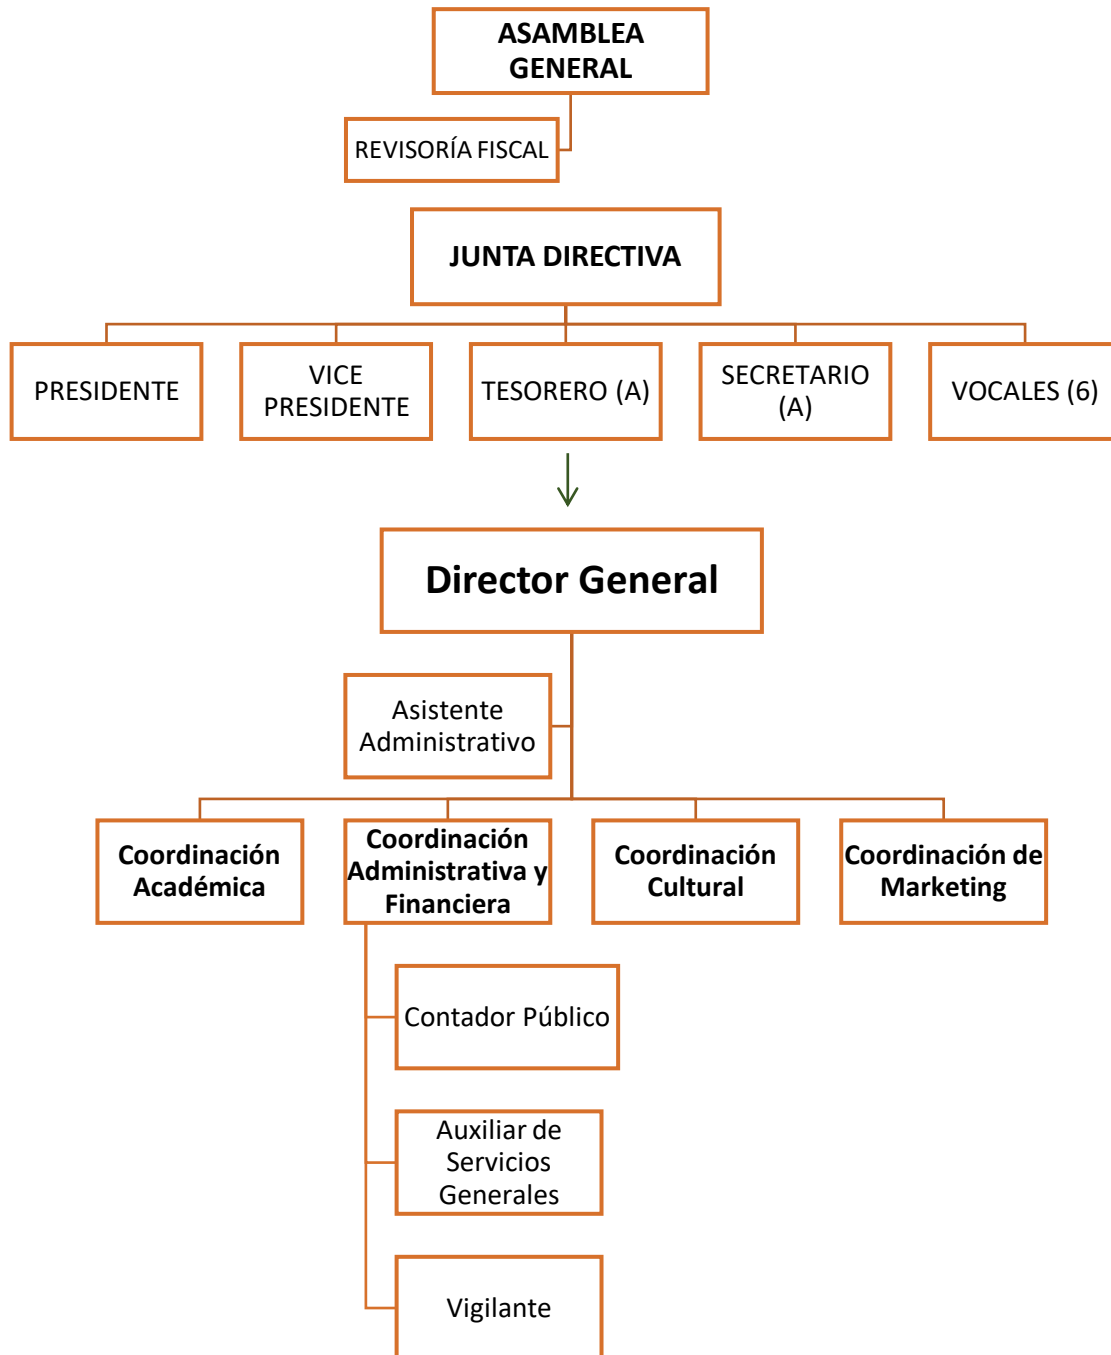 ASAMBLEA
GENERAL
REVISORÍA FISCAL
JUNTA DIRECTIVA
PRESIDENTE
VICE
PRESIDENTE
TESORERO (A)
SECRETARIO
(A)
VOCALES (6)
Director General
Asistente
Administrativo
Coordinación
Académica
Coordinación
Administrativa y
Financiera
Coordinación
Cultural
Coordinación de
Marketing
Contador Público
Auxiliar de
Servicios
Generales
Vigilante